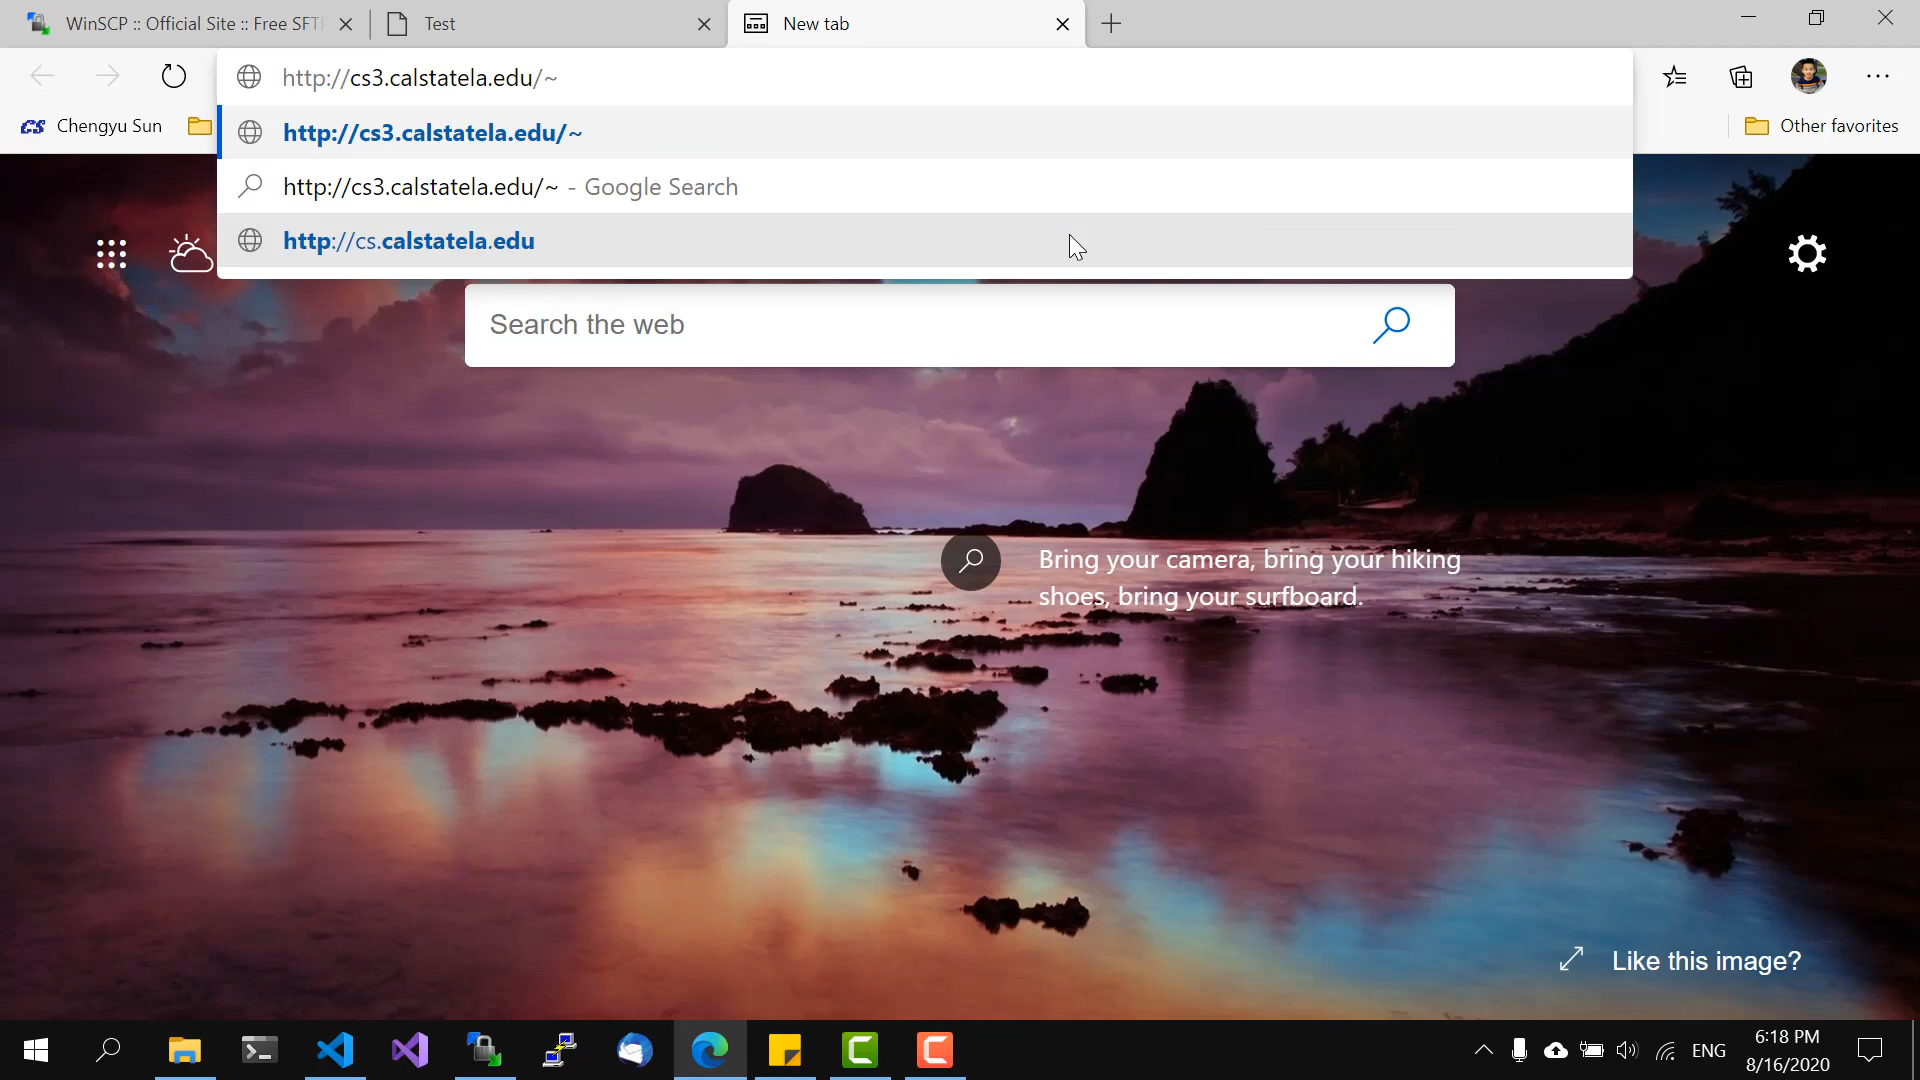 WinSCP :: Official Site :: Free SFT
Test
New tab
http://cs3.calstatela.edu/~
CS Chengyu Sun
Other favorites
http://cs3.calstatela.edu/~
http://cs3.calstatela.edu/~ - Google Search
http://cs.calstatela.edu
Search the web
Bring your camera, bring your hiking
shoes, bring your surfboard.
Like this image?
ENG
6:18 PM
8/16/2020